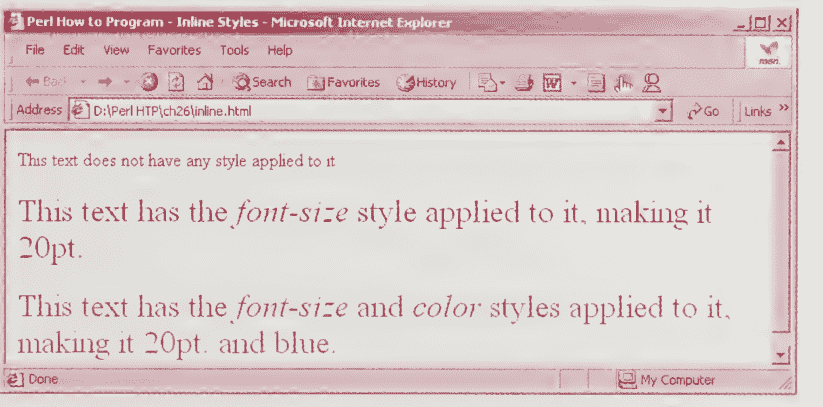 Perl How to Program - Inline Styles - Microsoft Internet Explorer
File Edit View Favorites Tools Help
msn
Back Search Favorites History
Address D:\Perl HTP\ch26\inline.html Go Links »
This text does not have any style applied to it
This text has the font-size style applied to it, making it
20pt.
This text has the font-size and color styles applied to it,
making it 20pt. and blue.
Done My Computer